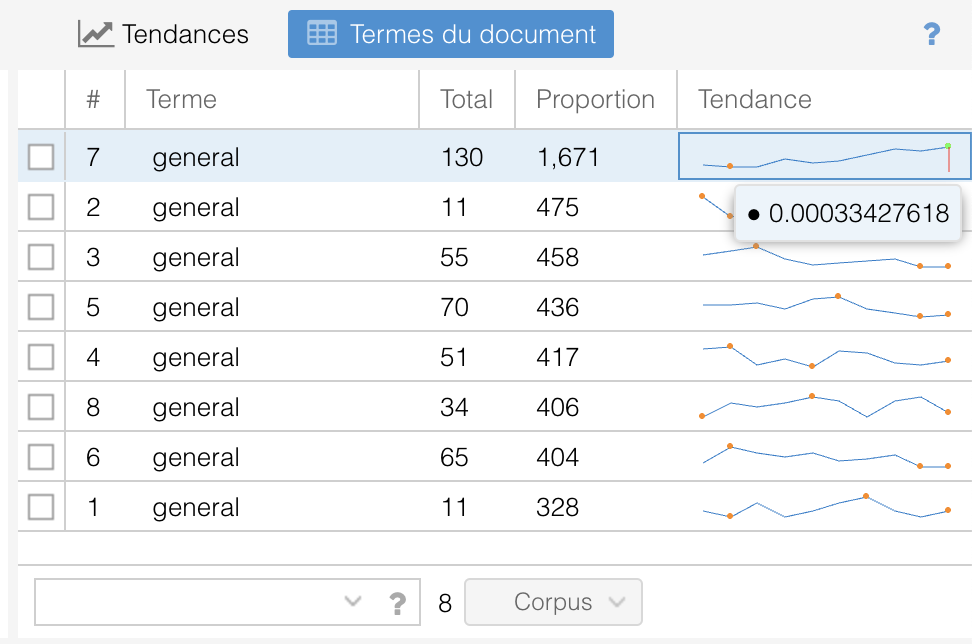 Tendances Termes du document ?
# Terme Total Proportion Tendance
7 general 130 1,671
2 general 11 475 ● 0.00033427618
3 general 55 458
5 general 70 436
4 general 51 417
8 general 34 406
6 general 65 404
1 general 11 328
? 8 Corpus